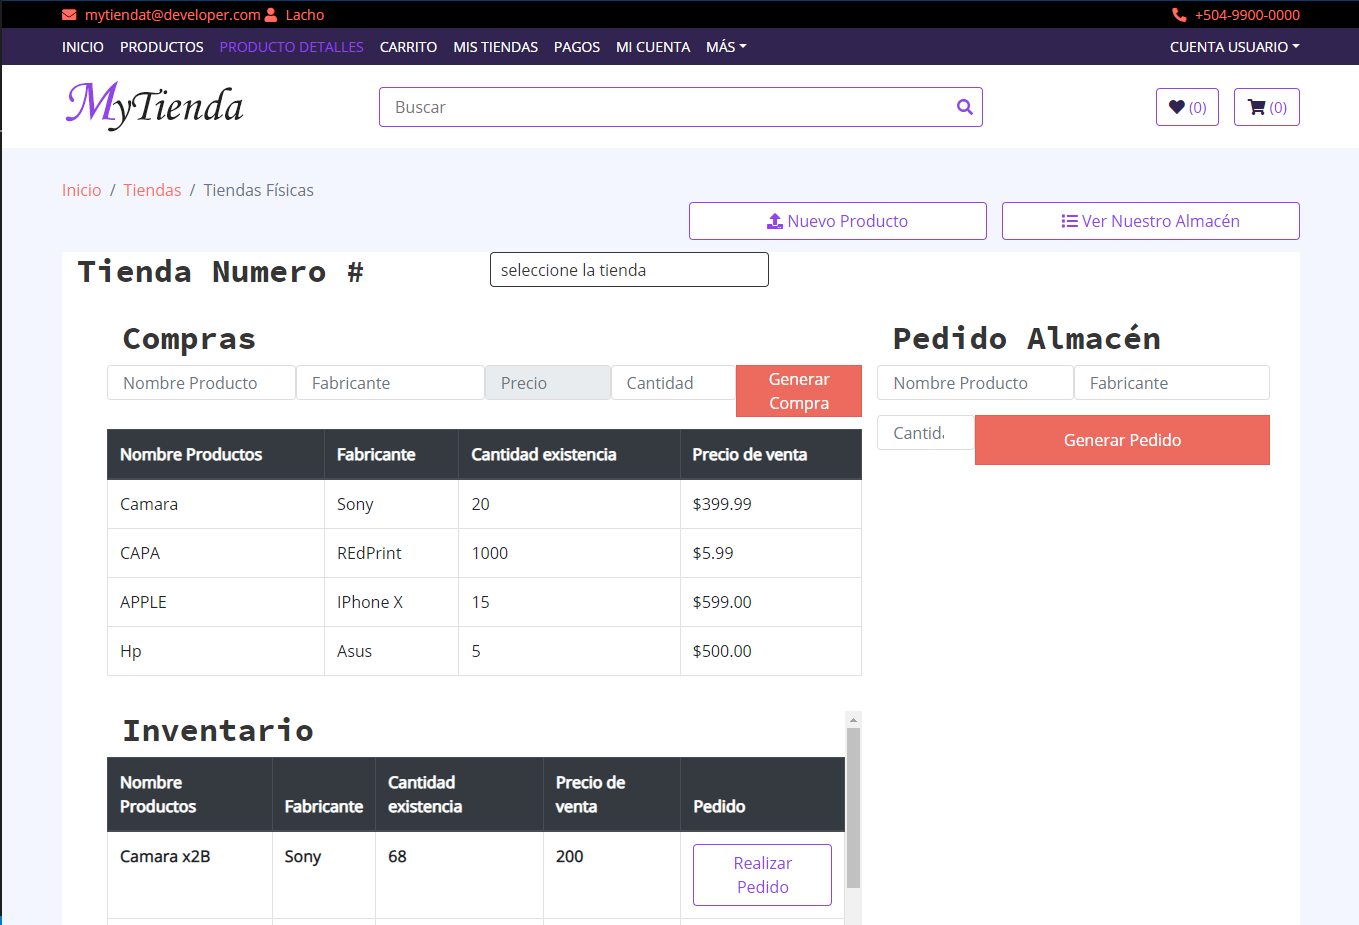 mytiendat@developer.com Lacho +504-9900-0000
INICIO PRODUCTOS PRODUCTO DETALLES CARRITO MIS TIENDAS PAGOS MI CUENTA MÁS CUENTA USUARIO
MyTienda Buscar (0) (0)
Inicio / Tiendas / Tiendas Físicas
Nuevo Producto Ver Nuestro Almacén
Tienda Numero # seleccione la tienda
Compras
Nombre Producto Fabricante Precio Cantidad Generar
Compra
Nombre Productos Fabricante Cantidad existencia Precio de venta
Camara Sony 20 $399.99
CAPA REdPrint 1000 $5.99
APPLE IPhone X 15 $599.00
Hp Asus 5 $500.00
Pedido Almacén
Nombre Producto Fabricante
Cantida Generar Pedido
Inventario
Nombre
Productos Fabricante Cantidad
existencia Precio de
venta Pedido
Camara x2B Sony 68 200 Realizar
Pedido